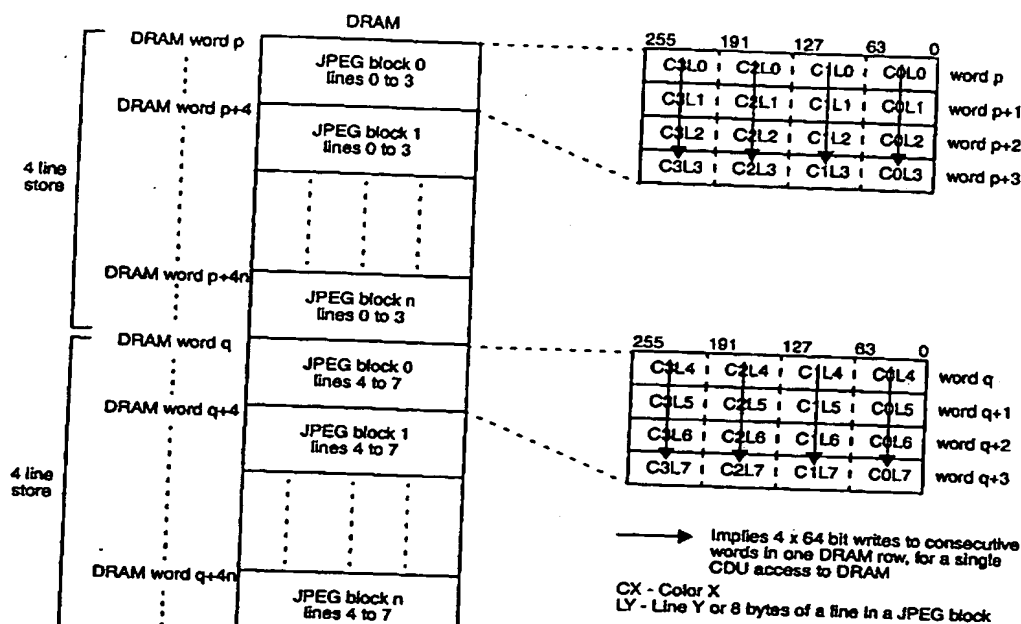 DRAM
DRAM word p
JPEG block 0
lines 0 to 3
DRAM word p+4
JPEG block 1
lines 0 to 3
4 line
store
DRAM word p+4n
JPEG block n
lines 0 to 3
DRAM word q
JPEG block 0
lines 4 to 7
DRAM word q+4
JPEG block 1
lines 4 to 7
4 line
store
DRAM word q+4n
JPEG block n
lines 4 to 7
255 191 127 63 0
C3L0 C2L0 C1L0 C0L0 word p
C3L1 C2L1 C1L1 C0L1 word p+1
C3L2 C2L2 C1L2 C0L2 word p+2
C3L3 C2L3 C1L3 C0L3 word p+3
255 191 127 63 0
C3L4 C2L4 C1L4 C0L4 word q
C3L5 C2L5 C1L5 C0L5 word q+1
C3L6 C2L6 C1L6 C0L6 word q+2
C3L7 C2L7 C1L7 C0L7 word q+3
Implies 4 x 64 bit writes to consecutive
words in one DRAM row, for a single
CDU access to DRAM
CX - Color X
LY - Line Y or 8 bytes of a line in a JPEG block